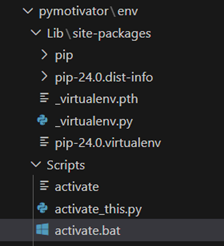 pymotivator\env
Lib\site-packages
pip
pip-24.0.dist-info
_virtualenv.pth
_virtualenv.py
pip-24.0.virtualenv
Scripts
activate
activate_this.py
activate.bat